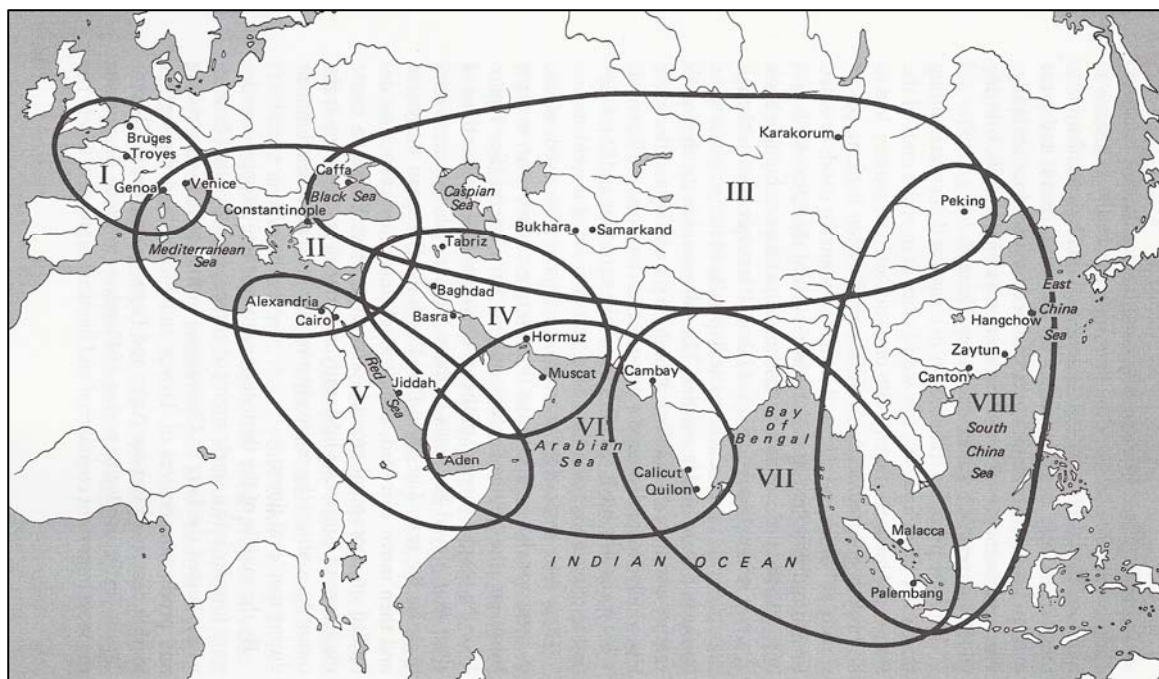 Bruges
Troyes
I
Genoa
Venice
Mediterranean
Sea
Caffa
Black Sea
Constantinople
II
Caspian
Sea
Tabriz
Bukhara
Samarkand
Karakorum
III
Peking
Baghdad
Basra
IV
Hormuz
Muscat
Alexandria
Cairo
Red
Sea
V
Jiddah
Aden
VI
Arabian
Sea
Cambay
Calicut
Quilon
Bay
of
Bengal
VII
East
China
Sea
Hangchow
Zaytun
Canton
VIII
South
China
Sea
Malacca
Palembang
INDIAN OCEAN